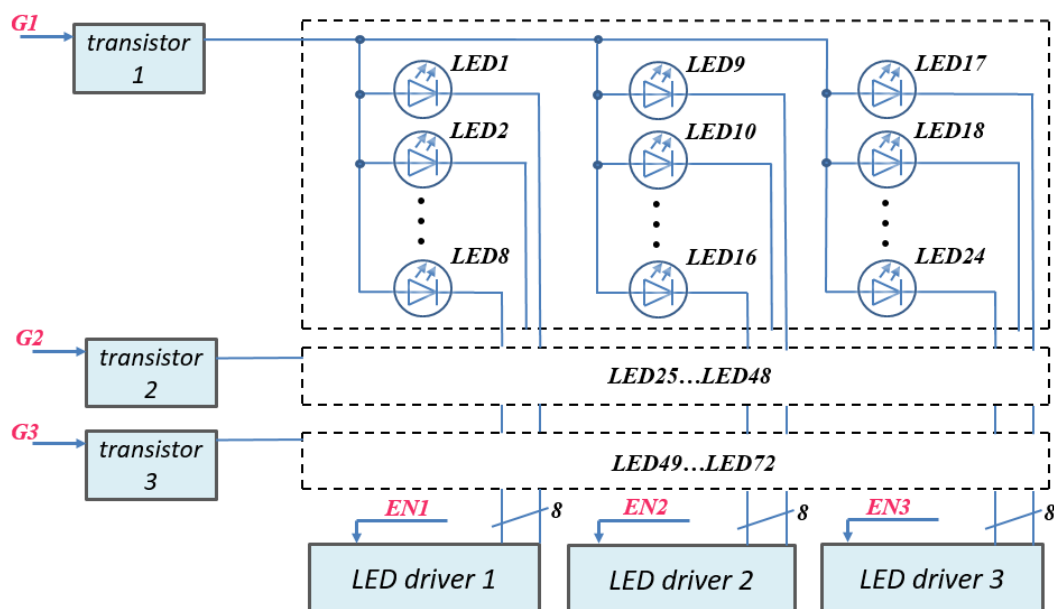 G1
transistor
1
LED1
LED9
LED17
LED2
LED10
LED18
LED8
LED16
LED24
G2
transistor
2
LED25...LED48
G3
transistor
3
LED49...LED72
EN1
8
EN2
8
EN3
8
LED driver 1
LED driver 2
LED driver 3